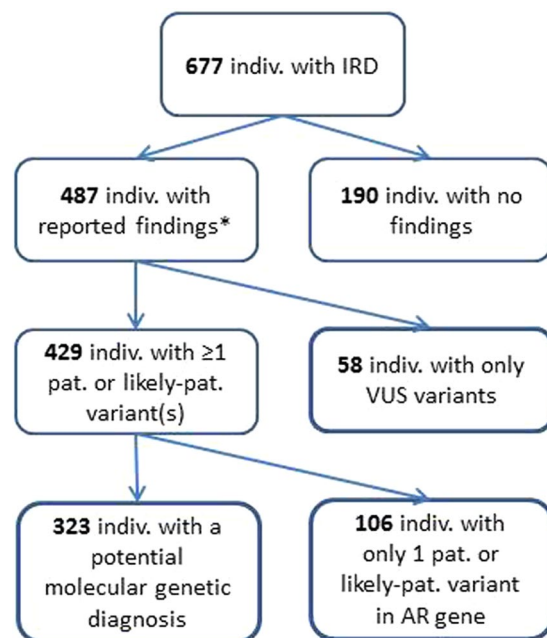 677 indiv. with IRD
487 indiv. with
reported findings*
190 indiv. with no
findings
429 indiv. with ≥1
pat. or likely-pat.
variant(s)
58 indiv. with only
VUS variants
323 indiv. with a
potential
molecular genetic
diagnosis
106 indiv. with
only 1 pat. or
likely-pat. variant
in AR gene